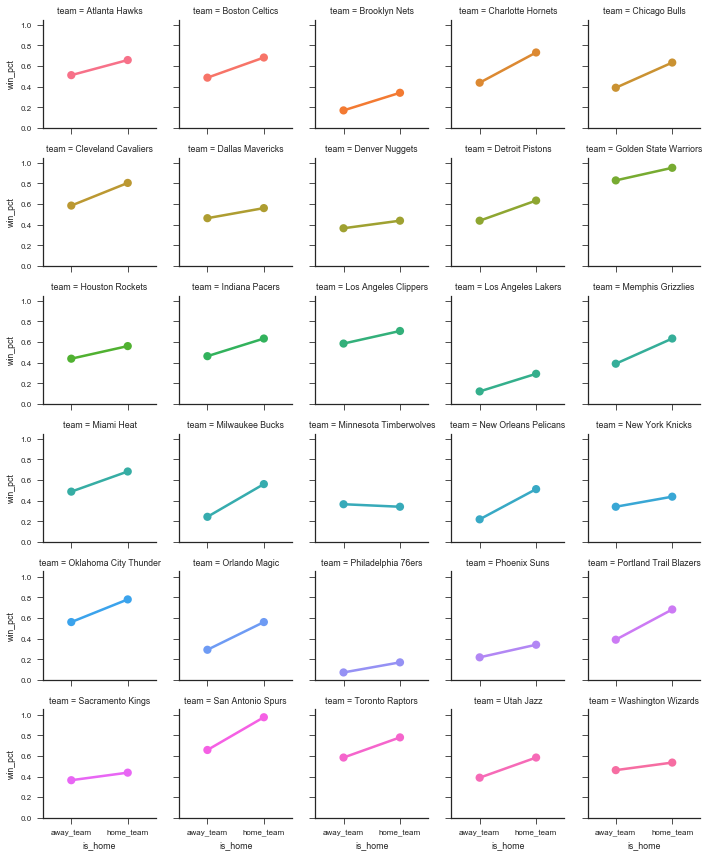 team = Atlanta Hawks
team = Boston Celtics
team = Brooklyn Nets
team = Charlotte Hornets
team = Chicago Bulls
1.0
0.8
0.6
0.4
0.2
0.0
win_pct
team = Cleveland Cavaliers
team = Dallas Mavericks
team = Denver Nuggets
team = Detroit Pistons
team = Golden State Warriors
1.0
0.8
0.6
0.4
0.2
0.0
win_pct
team = Houston Rockets
team = Indiana Pacers
team = Los Angeles Clippers
team = Los Angeles Lakers
team = Memphis Grizzlies
1.0
0.8
0.6
0.4
0.2
0.0
win_pct
team = Miami Heat
team = Milwaukee Bucks
team = Minnesota Timberwolves
team = New Orleans Pelicans
team = New York Knicks
1.0
0.8
0.6
0.4
0.2
0.0
win_pct
team = Oklahoma City Thunder
team = Orlando Magic
team = Philadelphia 76ers
team = Phoenix Suns
team = Portland Trail Blazers
1.0
0.8
0.6
0.4
0.2
0.0
win_pct
team = Sacramento Kings
team = San Antonio Spurs
team = Toronto Raptors
team = Utah Jazz
team = Washington Wizards
1.0
0.8
0.6
0.4
0.2
0.0
win_pct
away_team home_team
away_team home_team
away_team home_team
away_team home_team
away_team home_team
is_home
is_home
is_home
is_home
is_home